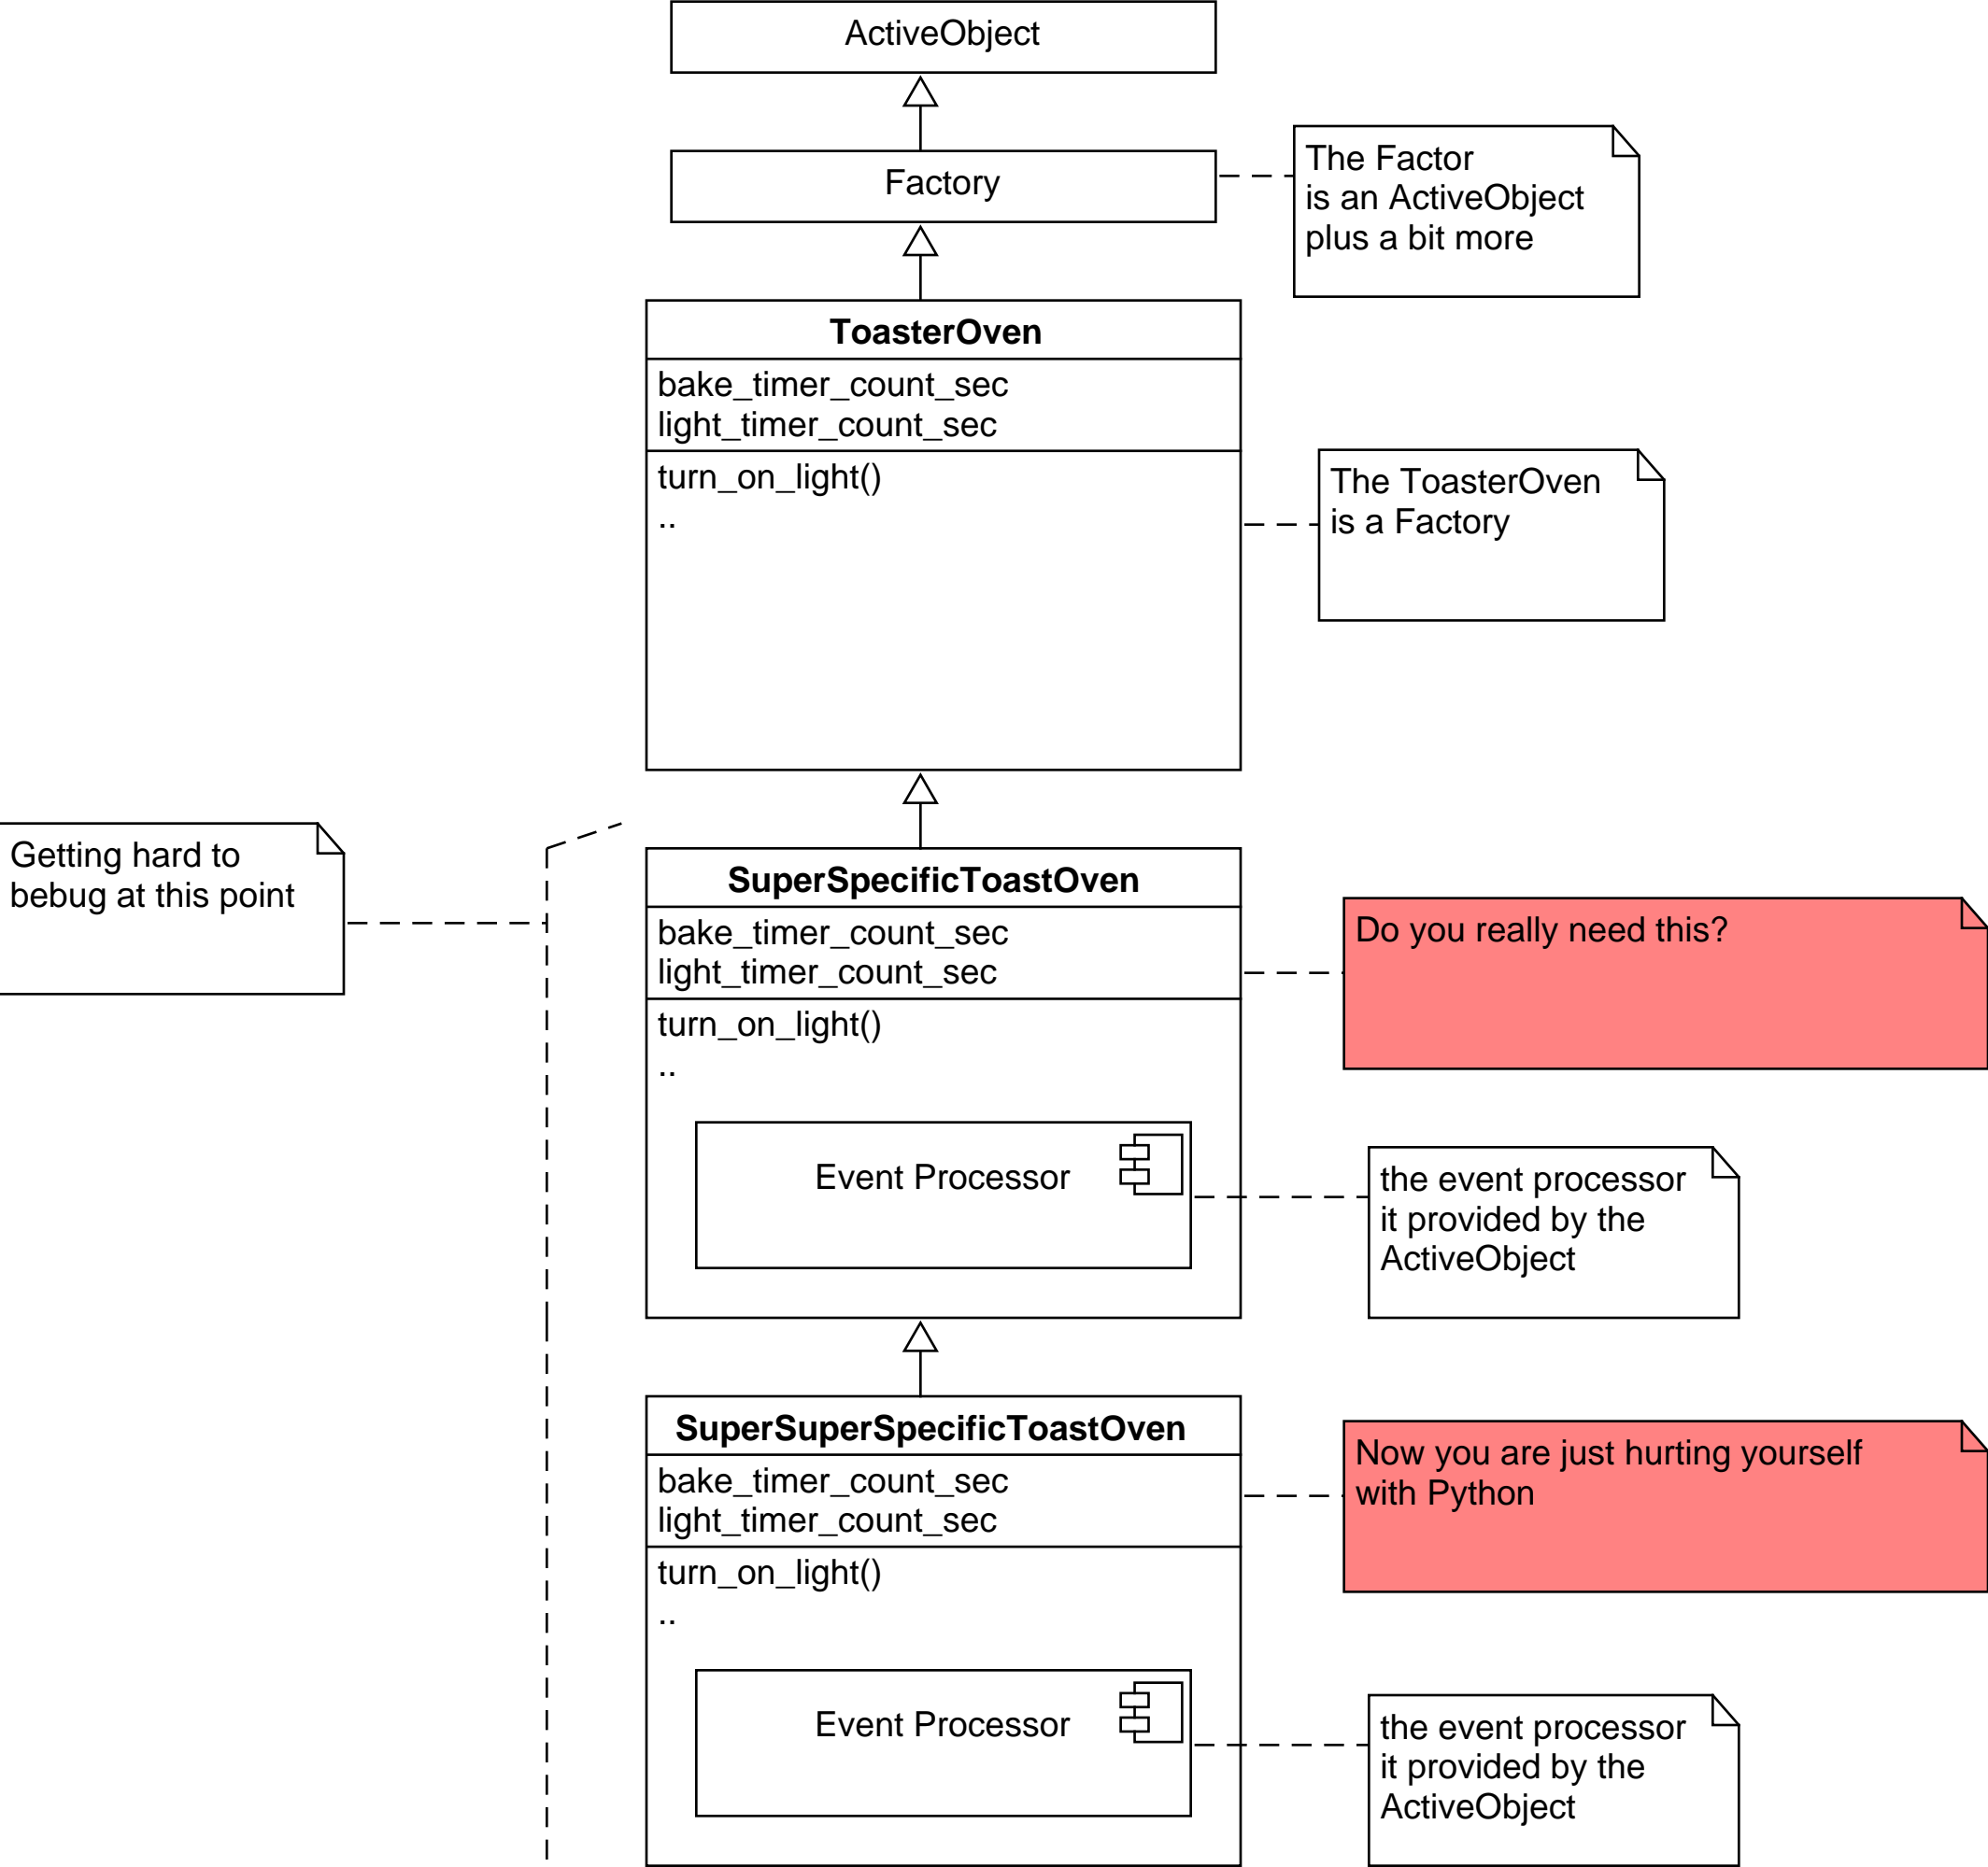 ActiveObject
Factory
The Factor
is an ActiveObject
plus a bit more
ToasterOven
bake_timer_count_sec
light_timer_count_sec
turn_on_light()
..
The ToasterOven
is a Factory
Getting hard to
bebug at this point
SuperSpecificToastOven
bake_timer_count_sec
light_timer_count_sec
turn_on_light()
..
Do you really need this?
Event Processor
the event processor
it provided by the
ActiveObject
SuperSuperSpecificToastOven
bake_timer_count_sec
light_timer_count_sec
turn_on_light()
..
Now you are just hurting yourself
with Python
Event Processor
the event processor
it provided by the
ActiveObject